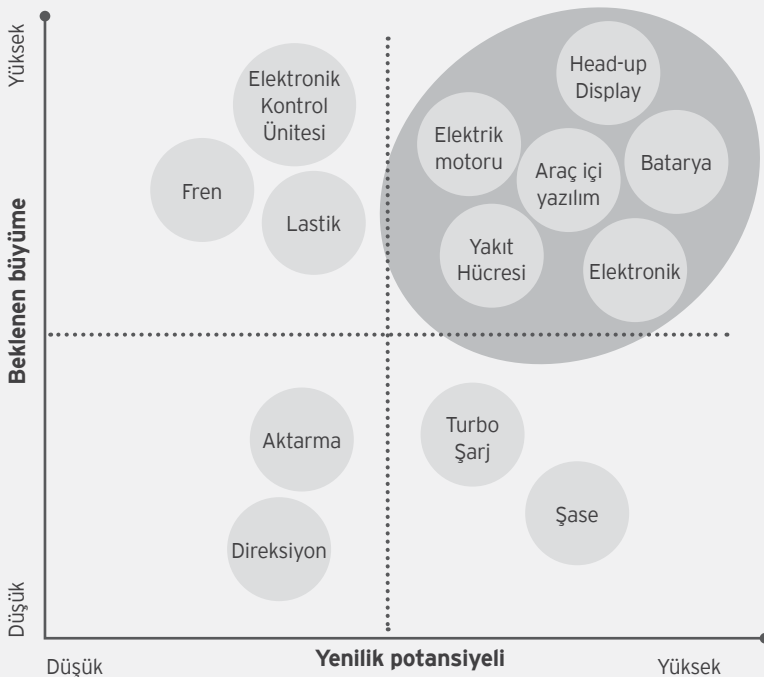 Yüksek
Beklenen büyüme
Düşük
Elektronik
Kontrol
Ünitesi
Fren
Lastik
Head-up
Display
Elektrik
motoru
Araç içi
yazılım
Batarya
Yakıt
Hücresi
Elektronik
Aktarma
Direksiyon
Turbo
Şarj
Şase
Düşük
Yenilik potansiyeli
Yüksek